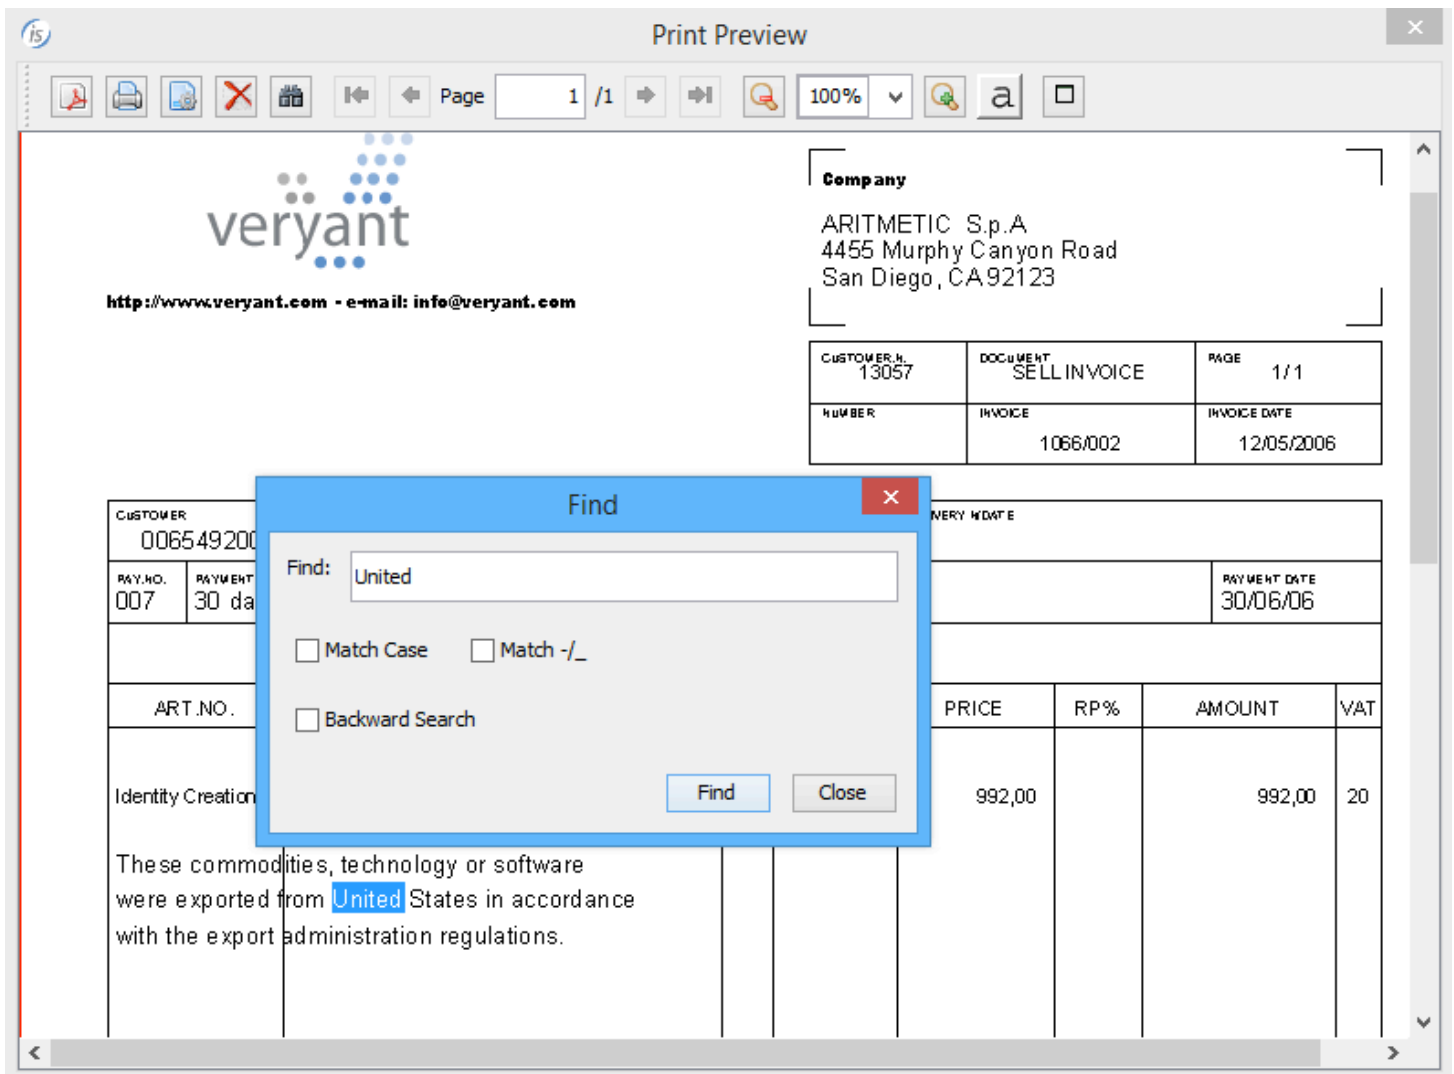 is
Print Preview
Page 1 /1 100% a
veryant
http://www.veryant.com - e-mail: info@veryant.com
Company
ARITMETIC S.p.A
4455 Murphy Canyon Road
San Diego, CA 92123
CUSTOMER.N. DOCUMENT PAGE
13057 SELL INVOICE 1/1
NUMBER INVOICE INVOICE DATE
1066/002 12/05/2006
CUSTOMER
006549200
PAY.NO. PAYMENT PAYMENT DATE
007 30 da 30/06/06
ART.NO. PRICE RP% AMOUNT VAT
Identity Creation 992,00 992,00 20
These commodities, technology or software
were exported from United States in accordance
with the export administration regulations.
Find
Find: United
Match Case Match -/_
Backward Search
Find Close